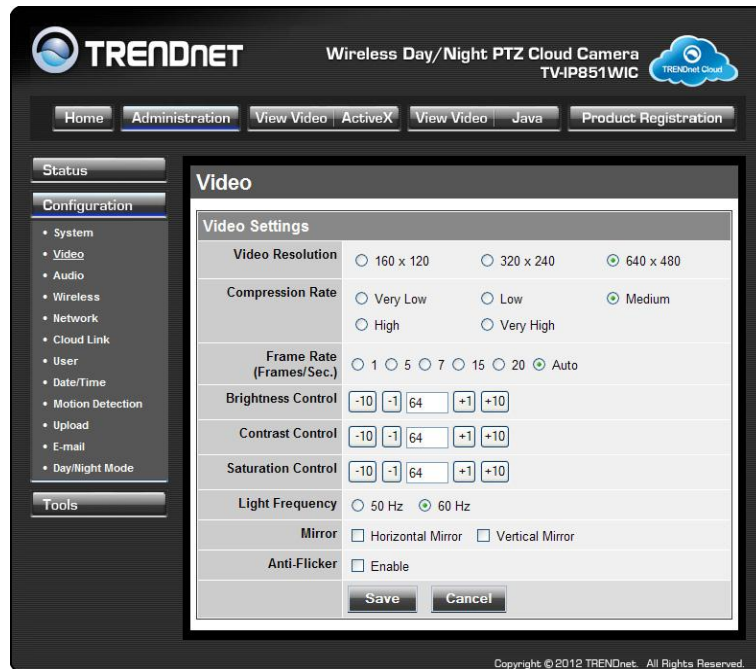 TRENDNET
Wireless Day/Night PTZ Cloud Camera
TV-IP851WIC
TRENDnet Cloud
Home
Administration
View Video | ActiveX
View Video | Java
Product Registration
Status
Configuration
• System
• Video
• Audio
• Wireless
• Network
• Cloud Link
• User
• Date/Time
• Motion Detection
• Upload
• E-mail
• Day/Night Mode
Tools
Video
Video Settings
Video Resolution 160 x 120 320 x 240 640 x 480
Compression Rate Very Low Low Medium
High Very High
Frame Rate
(Frames/Sec.) 1 5 7 15 20 Auto
Brightness Control -10 -1 64 +1 +10
Contrast Control -10 -1 64 +1 +10
Saturation Control -10 -1 64 +1 +10
Light Frequency 50 Hz 60 Hz
Mirror Horizontal Mirror Vertical Mirror
Anti-Flicker Enable
Save Cancel
Copyright © 2012 TRENDnet. All Rights Reserved.